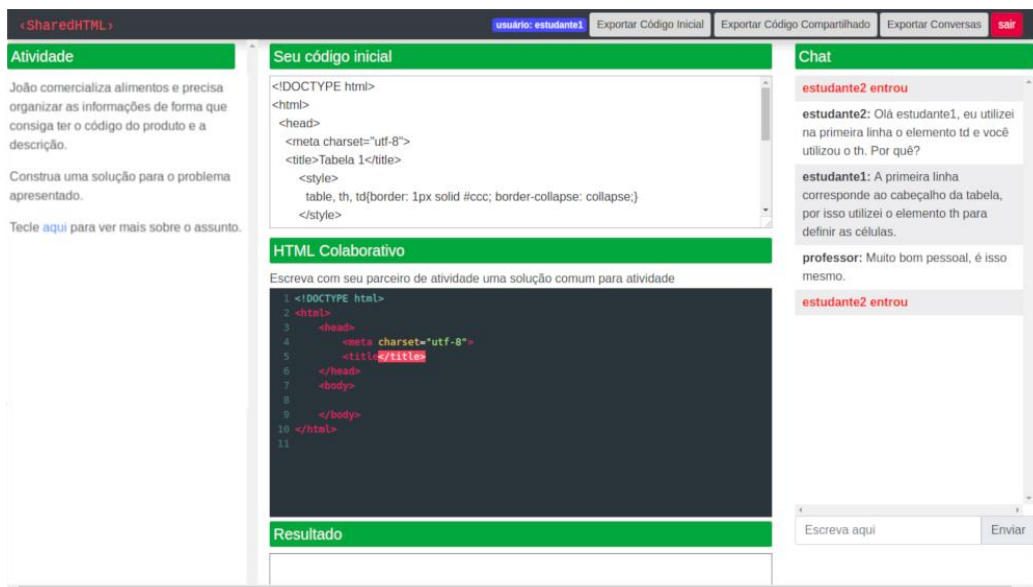 ‹SharedHTML›
usuário: estudante1
Exportar Código Inicial
Exportar Código Compartilhado
Exportar Conversas
sair
Atividade
João comercializa alimentos e precisa
organizar as informações de forma que
consiga ter o código do produto e a
descrição.
Construa uma solução para o problema
apresentado.
Tecle aqui para ver mais sobre o assunto.
Seu código inicial
<!DOCTYPE html>
<html>
<head>
<meta charset="utf-8">
<title>Tabela 1</title>
<style>
table, th, td{border: 1px solid #ccc; border-collapse: collapse;}
</style>
HTML Colaborativo
Escreva com seu parceiro de atividade uma solução comum para atividade
1 <!DOCTYPE html>
2 <html>
3 <head>
4 <meta charset="utf-8">
5 <title</title>
6 </head>
7 <body>
8
9 </body>
10 </html>
11
Resultado
Chat
estudante2 entrou
estudante2: Olá estudante1, eu utilizei
na primeira linha o elemento td e você
utilizou o th. Por quê?
estudante1: A primeira linha
corresponde ao cabeçalho da tabela,
por isso utilizei o elemento th para
definir as células.
professor: Muito bom pessoal, é isso
mesmo.
estudante2 entrou
Escreva aqui
Enviar